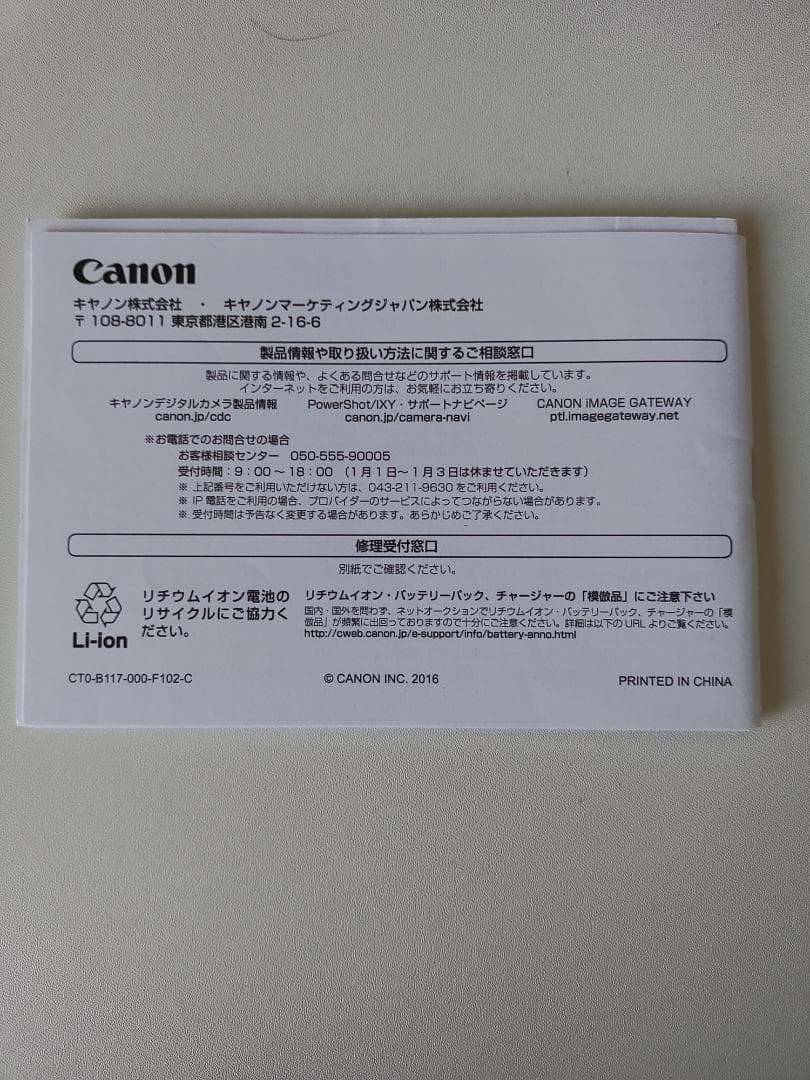 Canon
キヤノン株式会社 ・ キヤノンマーケティングジャパン株式会社
〒108-8011 東京都港区港南 2-16-6
製品情報や取り扱い方法に関するご相談窓口
製品に関する情報や、よくある問合せなどのサポート情報を掲載しています。
インターネットをご利用の方は、お気軽にお立ち寄りください。
キヤノンデジタルカメラ製品情報 PowerShot/IXY・サポートナビページ CANON iMAGE GATEWAY
canon.jp/cdc canon.jp/camera-navi ptl.imagegateway.net
※お電話でのお問合せの場合
お客様相談センター 050-555-90005
受付時間:9:00～18:00 (1月1日～1月3日は休ませていただきます)
※ 上記番号をご利用いただけない方は、043-211-9630 をご利用ください。
※ IP 電話をご利用の場合、プロバイダーのサービスによってつながらない場合があります。
※ 受付時間は予告なく変更する場合があります。あらかじめご了承ください。
修理受付窓口
別紙でご確認ください。
Li-ion
リチウムイオン電池の
リサイクルにご協力く
ださい。
リチウムイオン・バッテリーパック、チャージャーの「模倣品」にご注意下さい
国内・国外を問わず、ネットオークションでリチウムイオン・バッテリーパック、チャージャーの「模
倣品」が頻繁に出回っておりますので十分にご注意ください。詳細は以下の URL よりご覧ください。
http://cweb.canon.jp/e-support/info/battery-anno.html
CT0-B117-000-F102-C © CANON INC. 2016 PRINTED IN CHINA